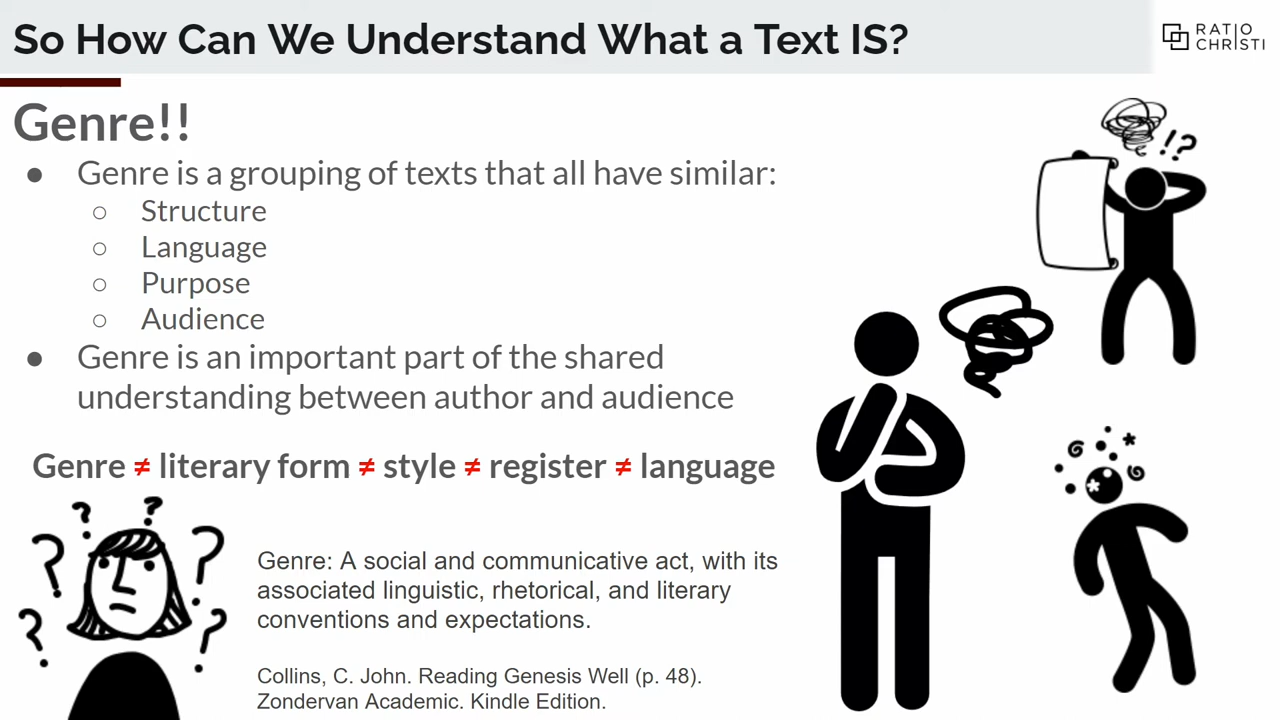 So How Can We Understand What a Text IS?
RATIO
CHRISTI
Genre!!
● Genre is a grouping of texts that all have similar:
○ Structure
○ Language
○ Purpose
○ Audience
● Genre is an important part of the shared
understanding between author and audience
Genre ≠ literary form ≠ style ≠ register ≠ language
!?
? ? ? ? ? ?
Genre: A social and communicative act, with its
associated linguistic, rhetorical, and literary
conventions and expectations.
Collins, C. John. Reading Genesis Well (p. 48).
Zondervan Academic. Kindle Edition.